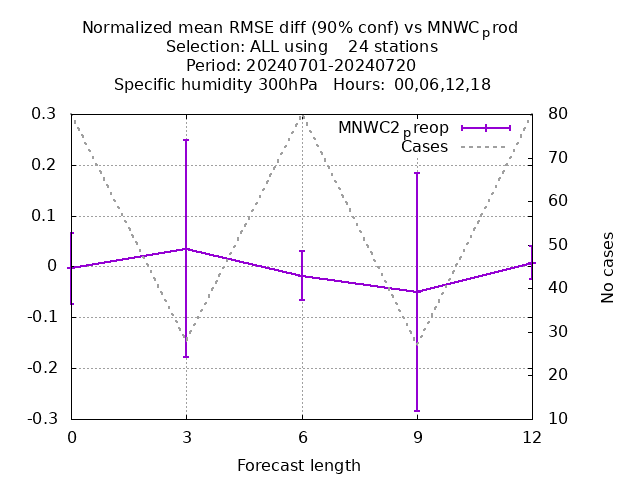 Normalized mean RMSE diff (90% conf) vs MNWCprod
Selection: ALL using    24 stations
Period: 20240701-20240720
Specific humidity 300hPa   Hours: 00,06,12,18
0.3
0.2
0.1
0
-0.1
-0.2
-0.3
MNWC2preop
Cases
80
70
60
50
40
30
20
10
No cases
0 3 6 9 12
Forecast length